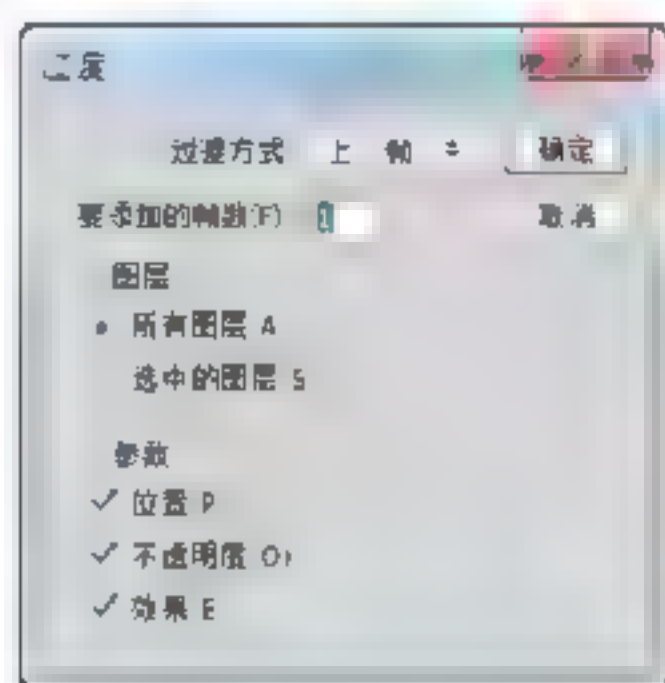 过渡方式 上一帧 确定
要添加的帧数(F) 1 取消
图层
所有图层 A
选中的图层 S
参数
位置 P
不透明度 O
效果 E